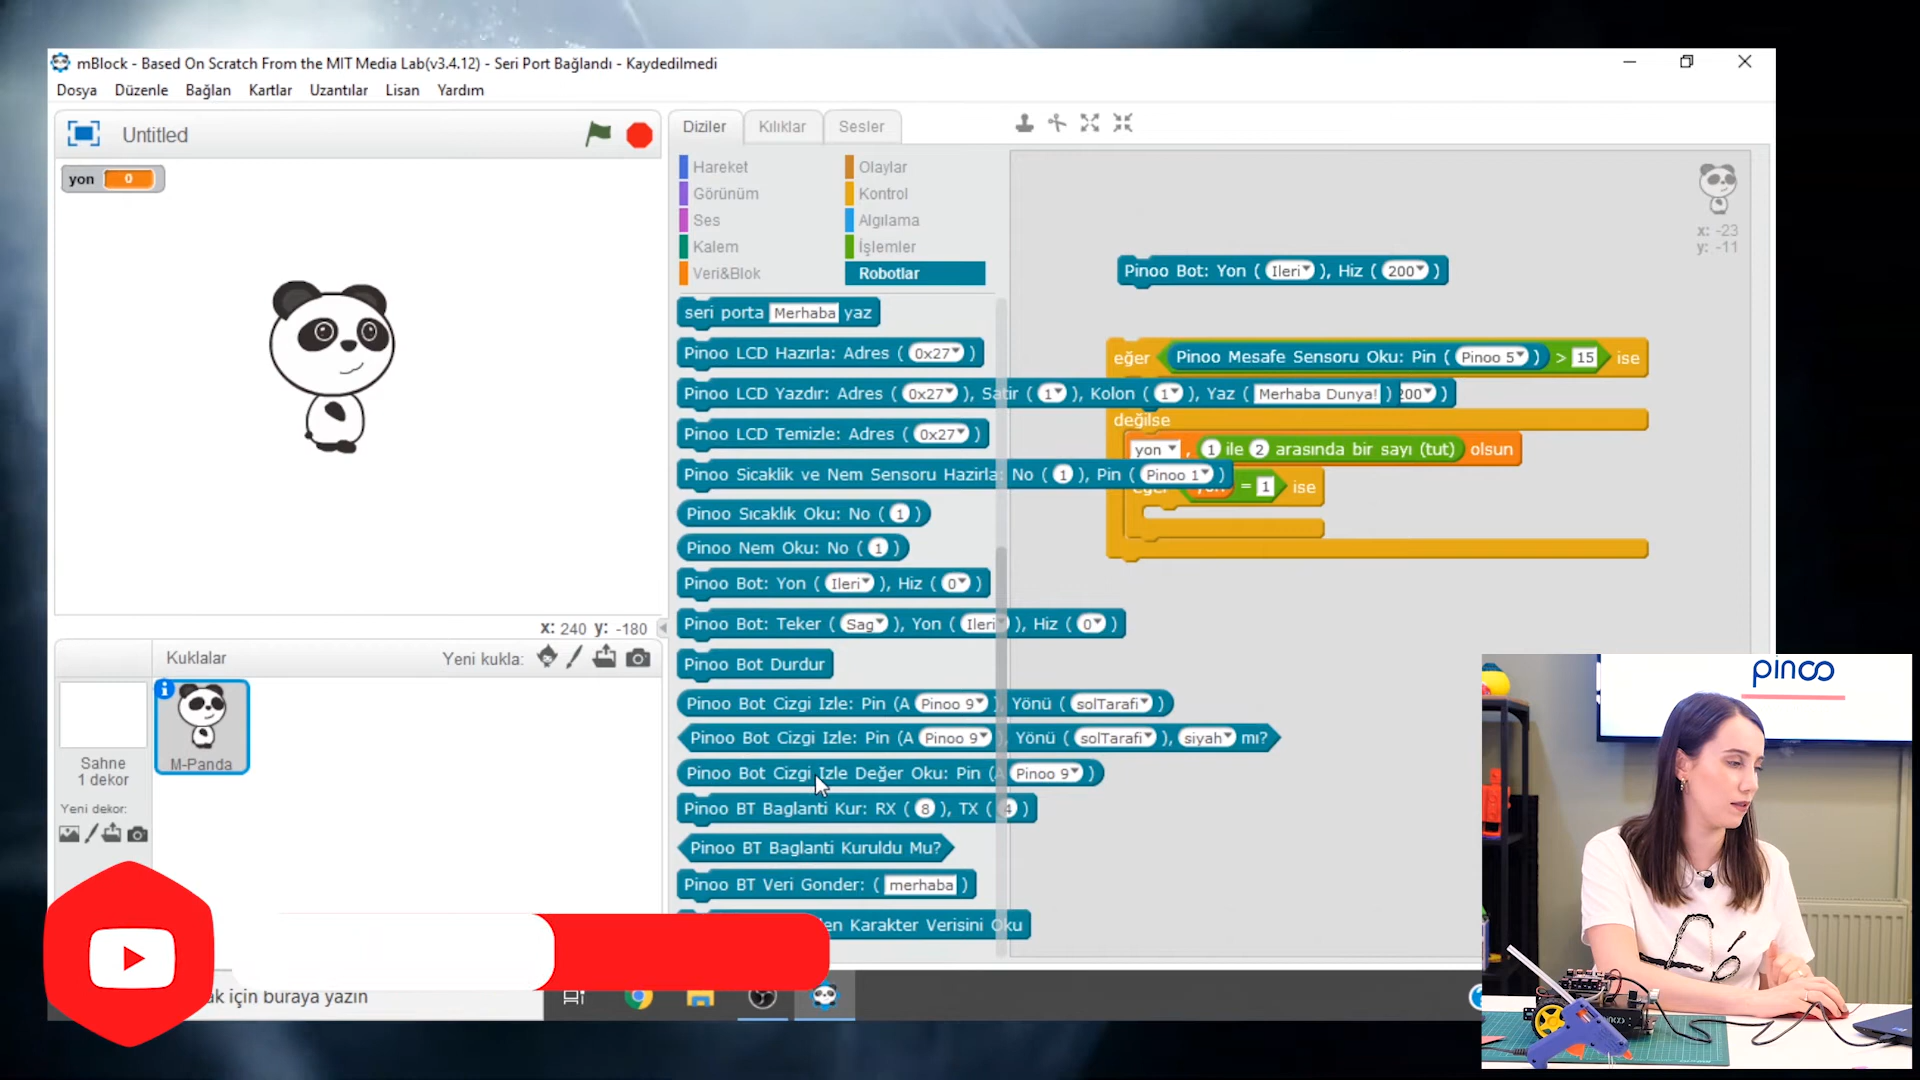 mBlock - Based On Scratch From the MIT Media Lab(v3.4.12) - Seri Port Bağlandı - Kaydedilmedi
Dosya Düzenle Bağlan Kartlar Uzantılar Lisan Yardım
Untitled
yon 0
x: 240 y: -180
Kuklalar
Yeni kukla:
M-Panda
Sahne
1 dekor
Yeni dekor:
Diziler Kılıklar Sesler
Hareket Olaylar
Görünüm Kontrol
Ses Algılama
Kalem İşlemler
Veri&Blok Robotlar
seri porta Merhaba yaz
Pinoo LCD Hazırla: Adres ( 0x27 )
Pinoo LCD Yazdır: Adres ( 0x27 ), Satir ( 1 ), Kolon ( 1 ), Yaz ( Merhaba Dunya! )
Pinoo LCD Temizle: Adres ( 0x27 )
Pinoo Sicaklik ve Nem Sensoru Hazirla: No ( 1 ), Pin ( Pinoo 1 )
Pinoo Sıcaklık Oku: No ( 1 )
Pinoo Nem Oku: No ( 1 )
Pinoo Bot: Yon ( Ileri ), Hiz ( 0 )
Pinoo Bot: Teker ( Sag ), Yon ( Ileri ), Hiz ( 0 )
Pinoo Bot Durdur
Pinoo Bot Cizgi Izle: Pin (A Pinoo 9 ), Yönü ( solTarafi )
Pinoo Bot Cizgi Izle: Pin (A Pinoo 9 ), Yönü ( solTarafi ), siyah mı?
Pinoo Bot Cizgi Izle Değer Oku: Pin (A Pinoo 9 )
Pinoo BT Baglanti Kur: RX ( 8 ), TX ( 4 )
Pinoo BT Baglanti Kuruldu Mu?
Pinoo BT Veri Gonder: ( merhaba )
Karakter Verisini Oku
x: -23
y: -11
Pinoo Bot: Yon ( Ileri ), Hiz ( 200 )
eğer Pinoo Mesafe Sensoru Oku: Pin ( Pinoo 5 ) > 15 ise
200 )
değilse
yon , 1 ile 2 arasında bir sayı (tut) olsun
eğer yon = 1 ise
için buraya yazın
pinoo